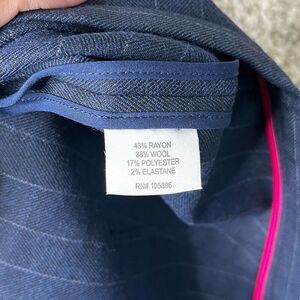 43% RAYON
38% WOOL
17% POLYESTER
2% ELASTANE
RN# 105886